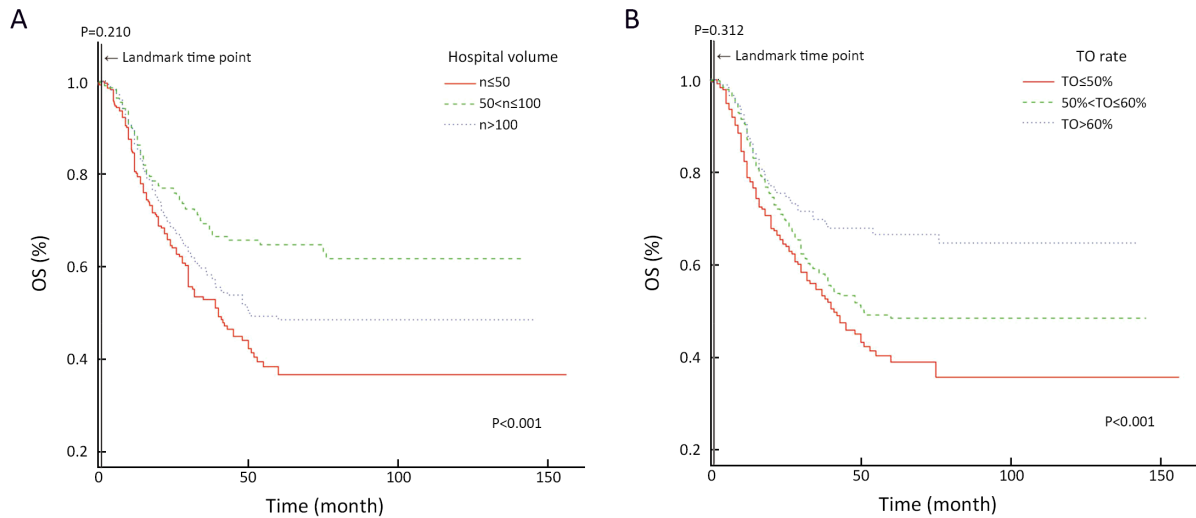 A
P=0.210
← Landmark time point
Hospital volume
n≤50
50<n≤100
n>100
1.0
0.8
0.6
0.4
0.2
OS (%)
P<0.001
0
50
100
150
Time (month)
B
P=0.312
← Landmark time point
TO rate
TO≤50%
50%<TO≤60%
TO>60%
1.0
0.8
0.6
0.4
0.2
OS (%)
P<0.001
0
50
100
150
Time (month)